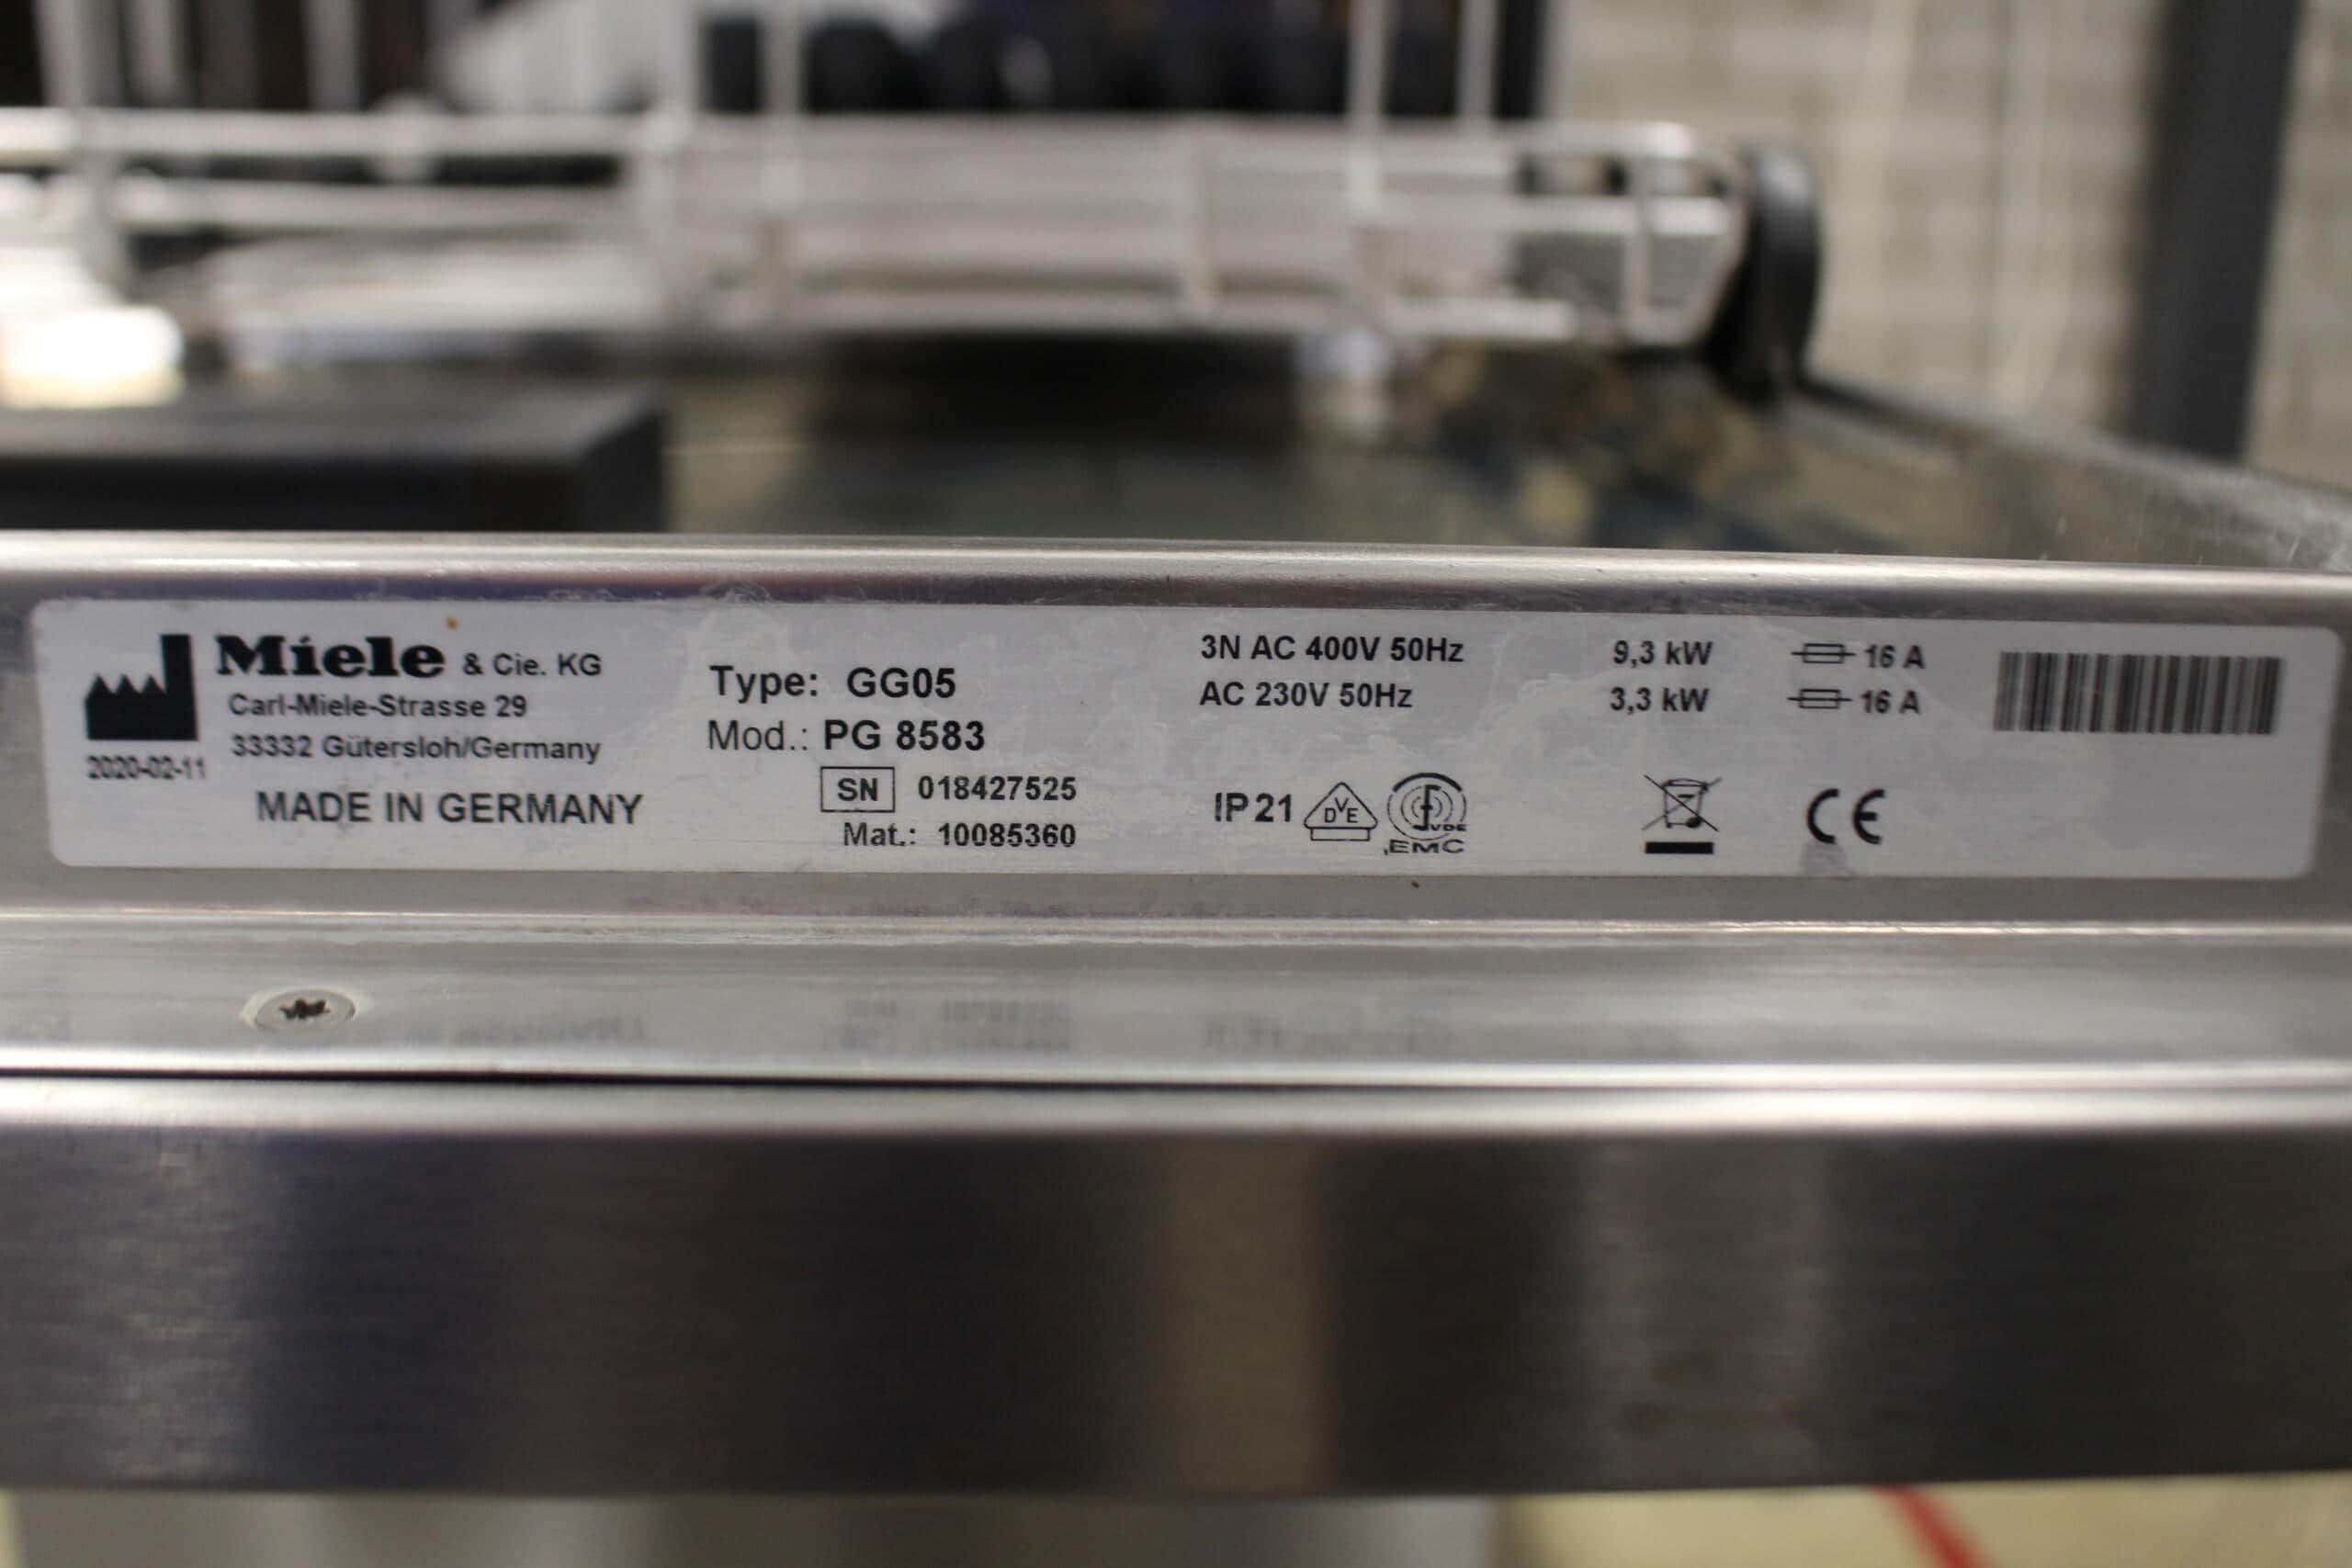 Miele & Cie. KG
Carl-Miele-Strasse 29
33332 Gütersloh/Germany
2020-02-11
MADE IN GERMANY
Type: GG05
Mod.: PG 8583
SN 018427525
Mat.: 10085360
3N AC 400V 50Hz 9,3 kW 16 A
AC 230V 50Hz 3,3 kW 16 A
IP21 DVE VDE EMC CE